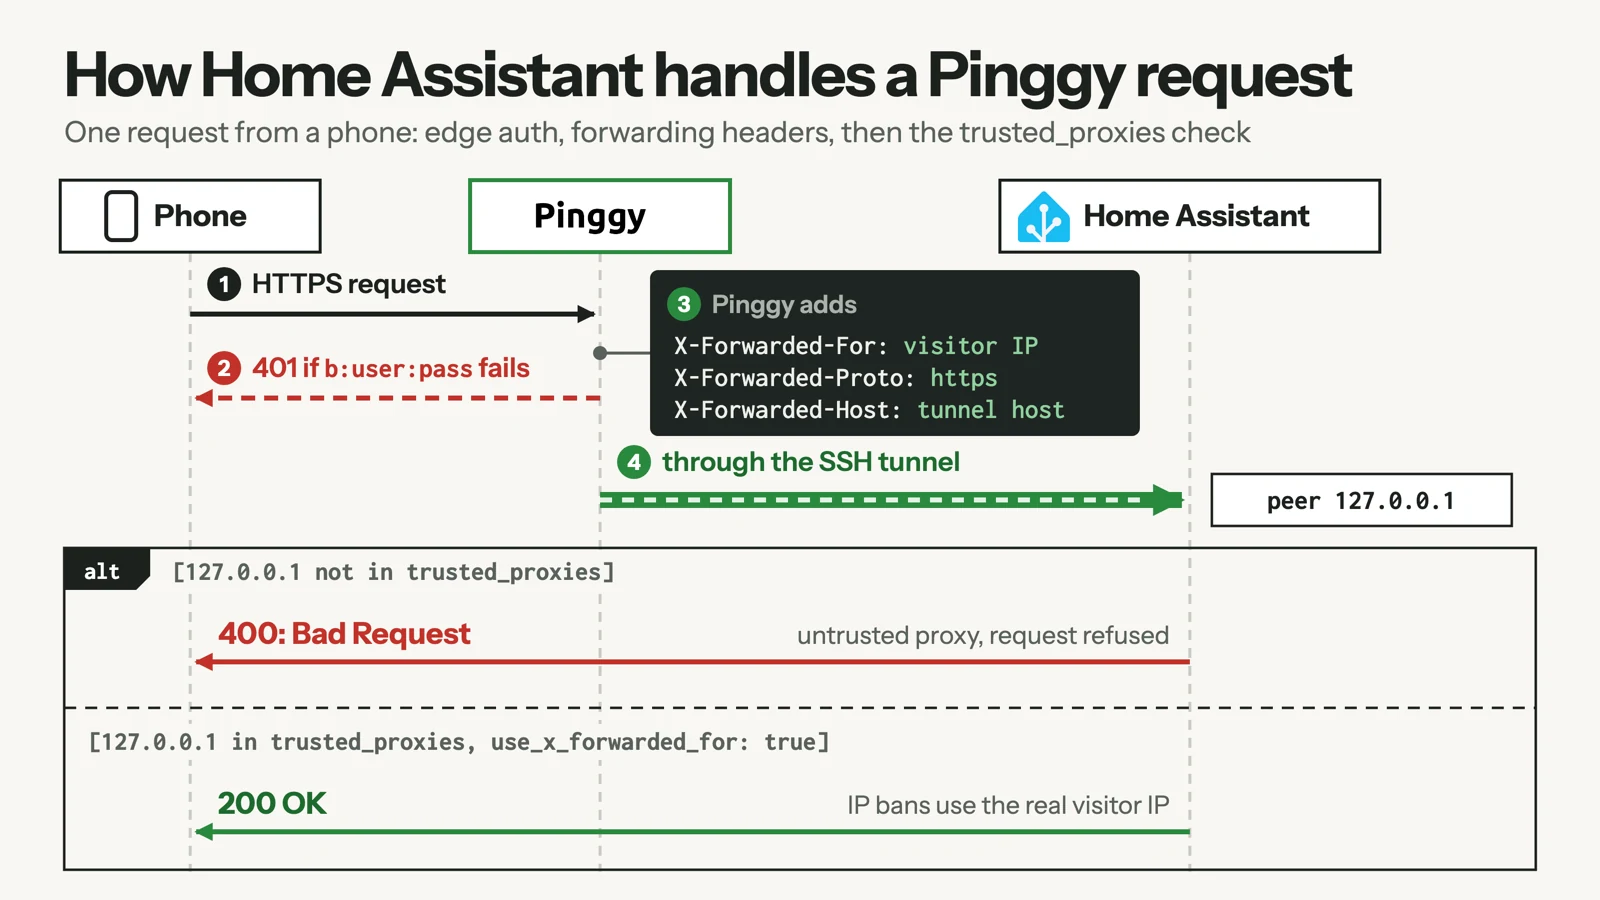 How Home Assistant handles a Pinggy request
One request from a phone: edge auth, forwarding headers, then the trusted_proxies check
Phone
Pinggy
Home Assistant
1 HTTPS request
2 401 if b:user:pass fails
3 Pinggy adds
X-Forwarded-For: visitor IP
X-Forwarded-Proto: https
X-Forwarded-Host: tunnel host
4 through the SSH tunnel
peer 127.0.0.1
alt [127.0.0.1 not in trusted_proxies]
400: Bad Request
untrusted proxy, request refused
[127.0.0.1 in trusted_proxies, use_x_forwarded_for: true]
200 OK
IP bans use the real visitor IP